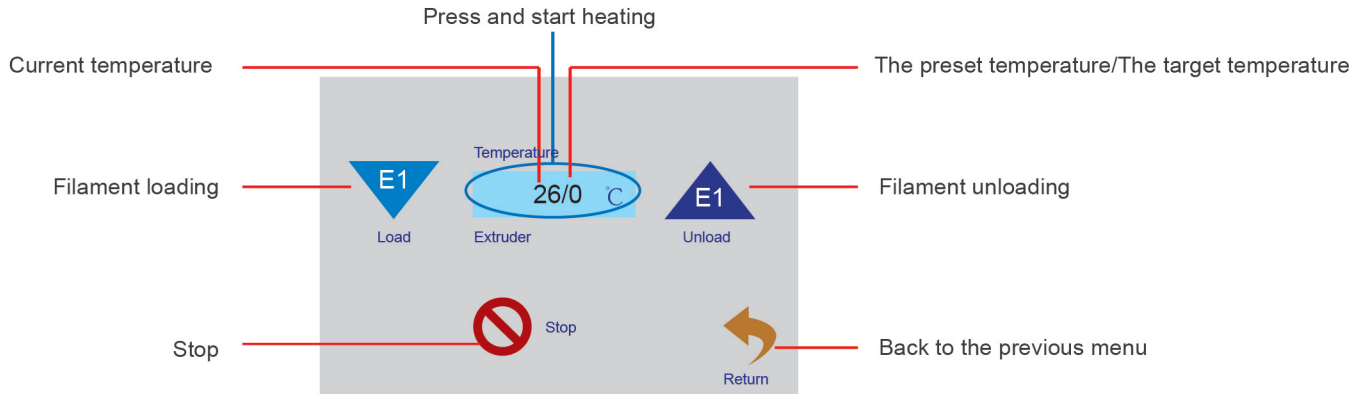 Press and start heating
Current temperature
The preset temperature/The target temperature
Temperature
Filament loading
E1
26/0 ℃
E1
Filament unloading
Load
Extruder
Unload
Stop
Stop
Back to the previous menu
Return